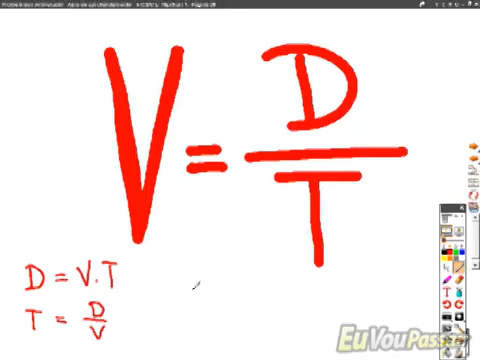 V = D/T
D = V.T
T = D/V
EuVouPassar